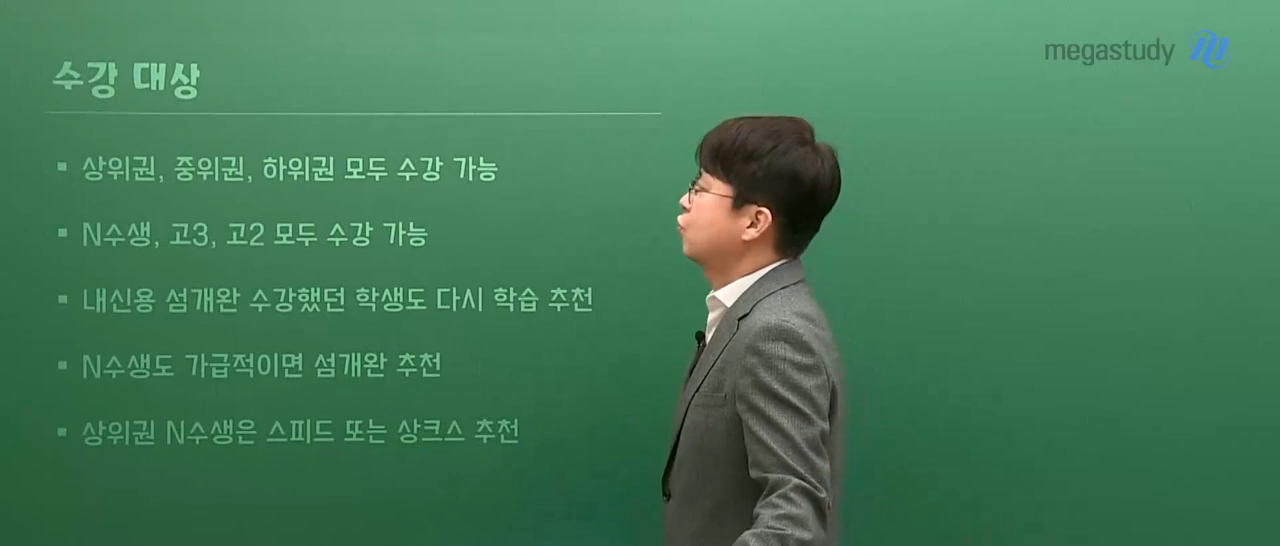 megastudy
수강 대상
▪ 상위권, 중위권, 하위권 모두 수강 가능
▪ N수생, 고3, 고2 모두 수강 가능
▪ 내신용 섬개완 수강했던 학생도 다시 학습 추천
▪ N수생도 가급적이면 섬개완 추천
▪ 상위권 N수생은 스피드 또는 상크스 추천